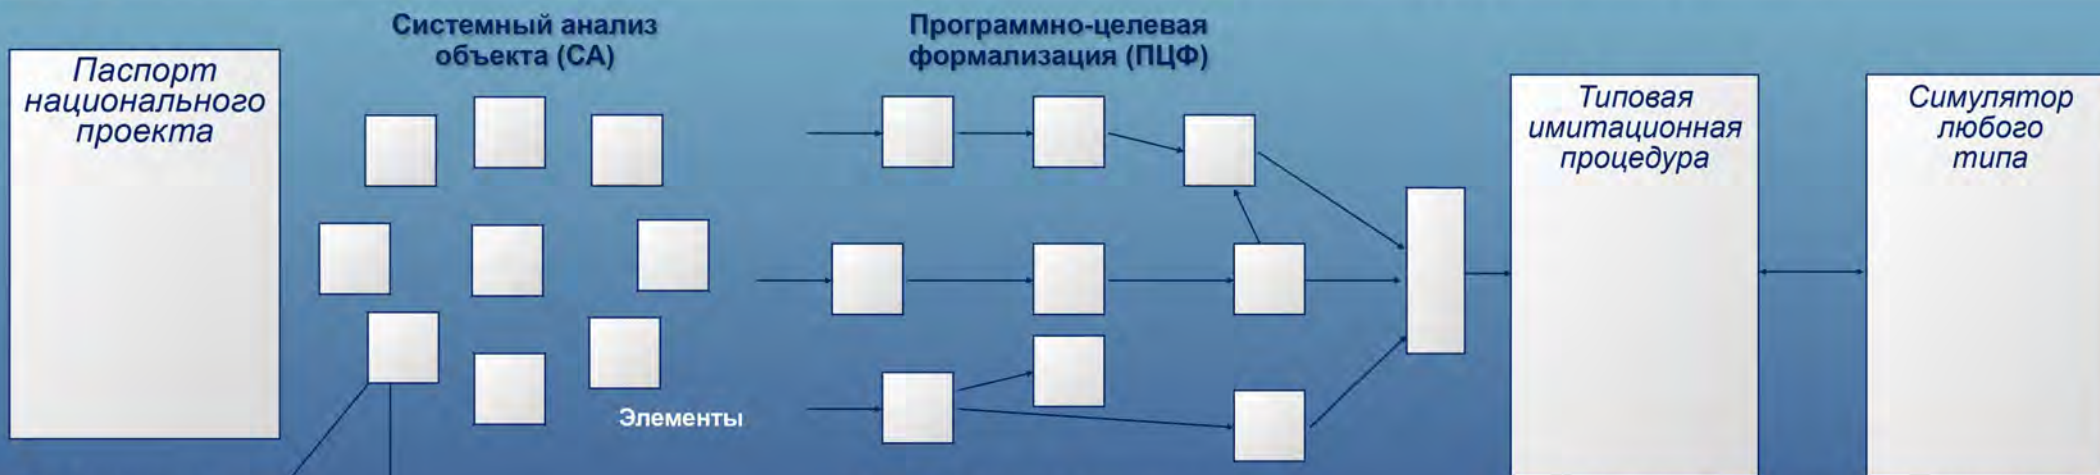 Системный анализ
объекта (СА)
Программно-целевая
формализация (ПЦФ)
Паспорт
национального
проекта
Типовая
имитационная
процедура
Симулятор
любого
типа
Элементы